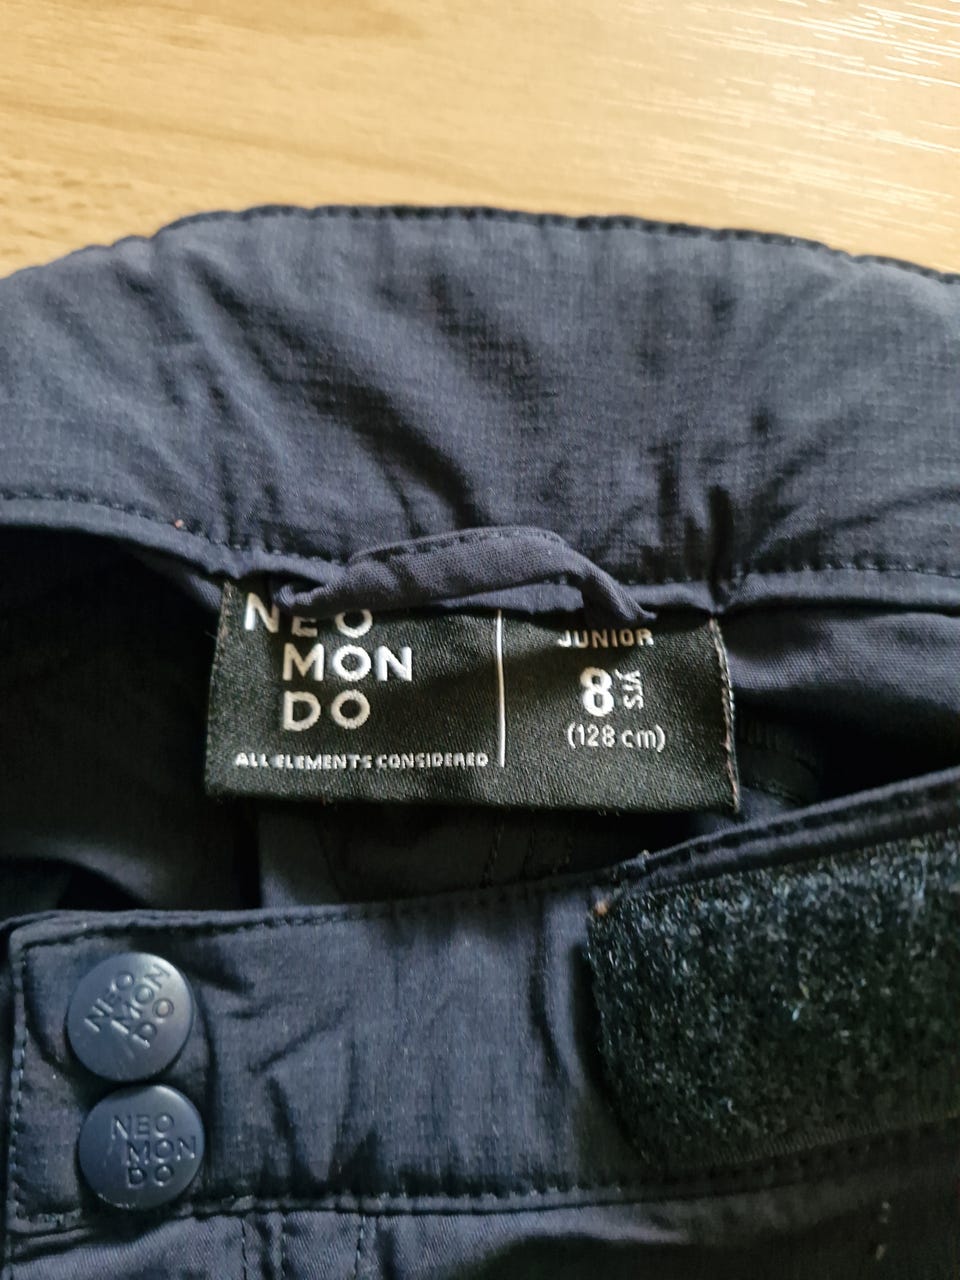 NEO
MON
DO
ALL ELEMENTS CONSIDERED
JUNIOR
8 yrs
(128 cm)
NEO
MON
DO
NEO
MON
DO